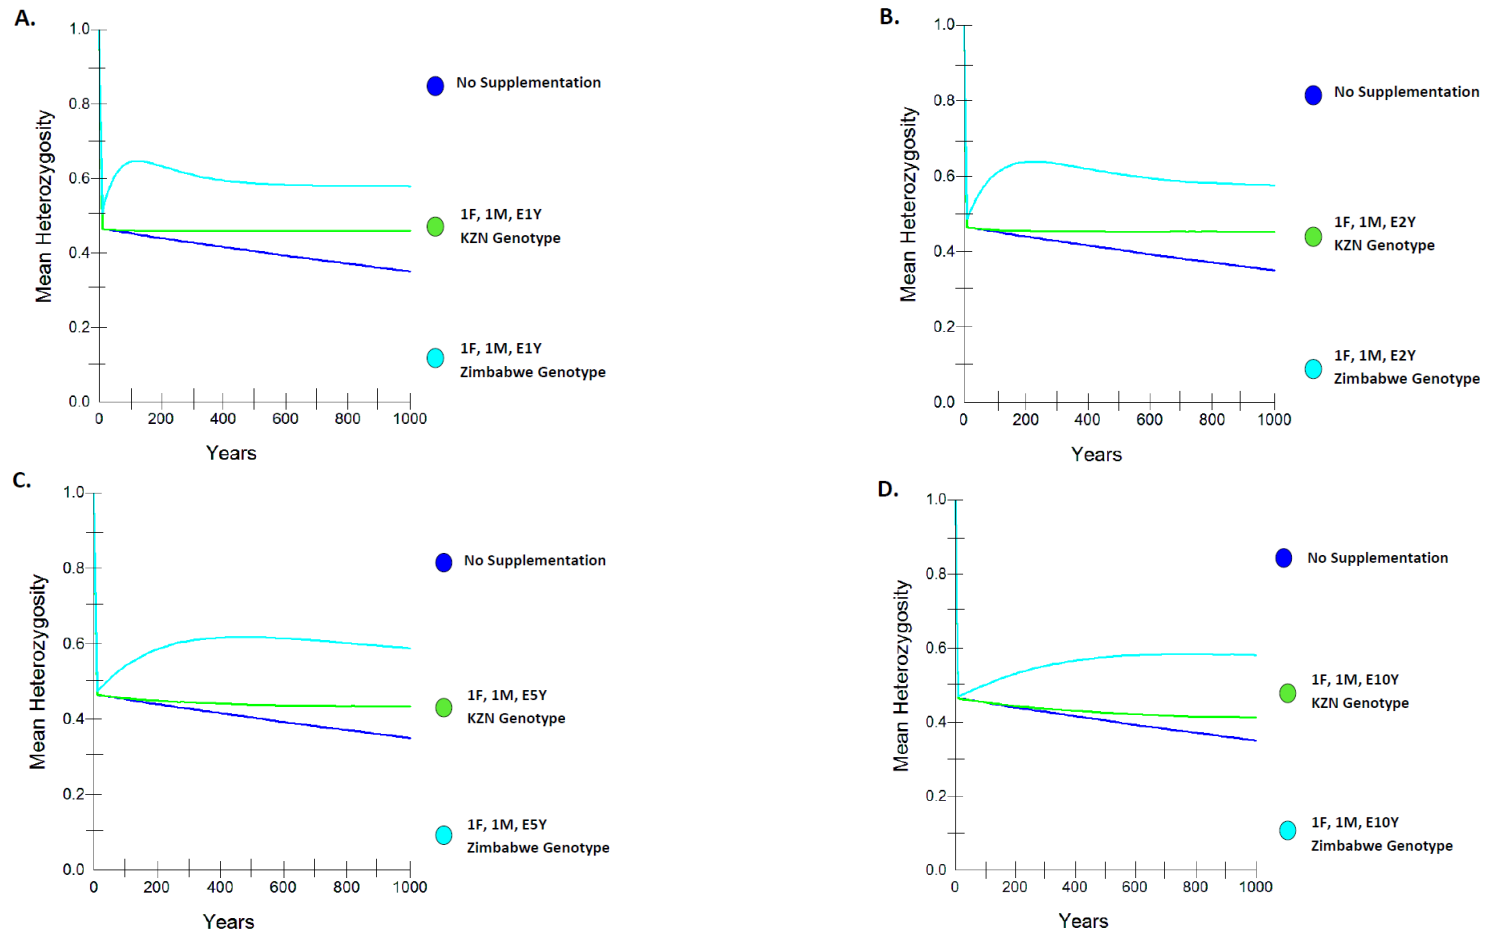 A.
1.0
0.8
0.6
0.4
0.2
0.0
0
200
400
600
800
1000
Mean Heterozygosity
Years
No Supplementation
1F, 1M, E1Y
KZN Genotype
1F, 1M, E1Y
Zimbabwe Genotype
B.
1.0
0.8
0.6
0.4
0.2
0.0
0
200
400
600
800
1000
Mean Heterozygosity
Years
No Supplementation
1F, 1M, E2Y
KZN Genotype
1F, 1M, E2Y
Zimbabwe Genotype
C.
1.0
0.8
0.6
0.4
0.2
0.0
0
200
400
600
800
1000
Mean Heterozygosity
Years
No Supplementation
1F, 1M, E5Y
KZN Genotype
1F, 1M, E5Y
Zimbabwe Genotype
D.
1.0
0.8
0.6
0.4
0.2
0.0
0
200
400
600
800
1000
Mean Heterozygosity
Years
No Supplementation
1F, 1M, E10Y
KZN Genotype
1F, 1M, E10Y
Zimbabwe Genotype